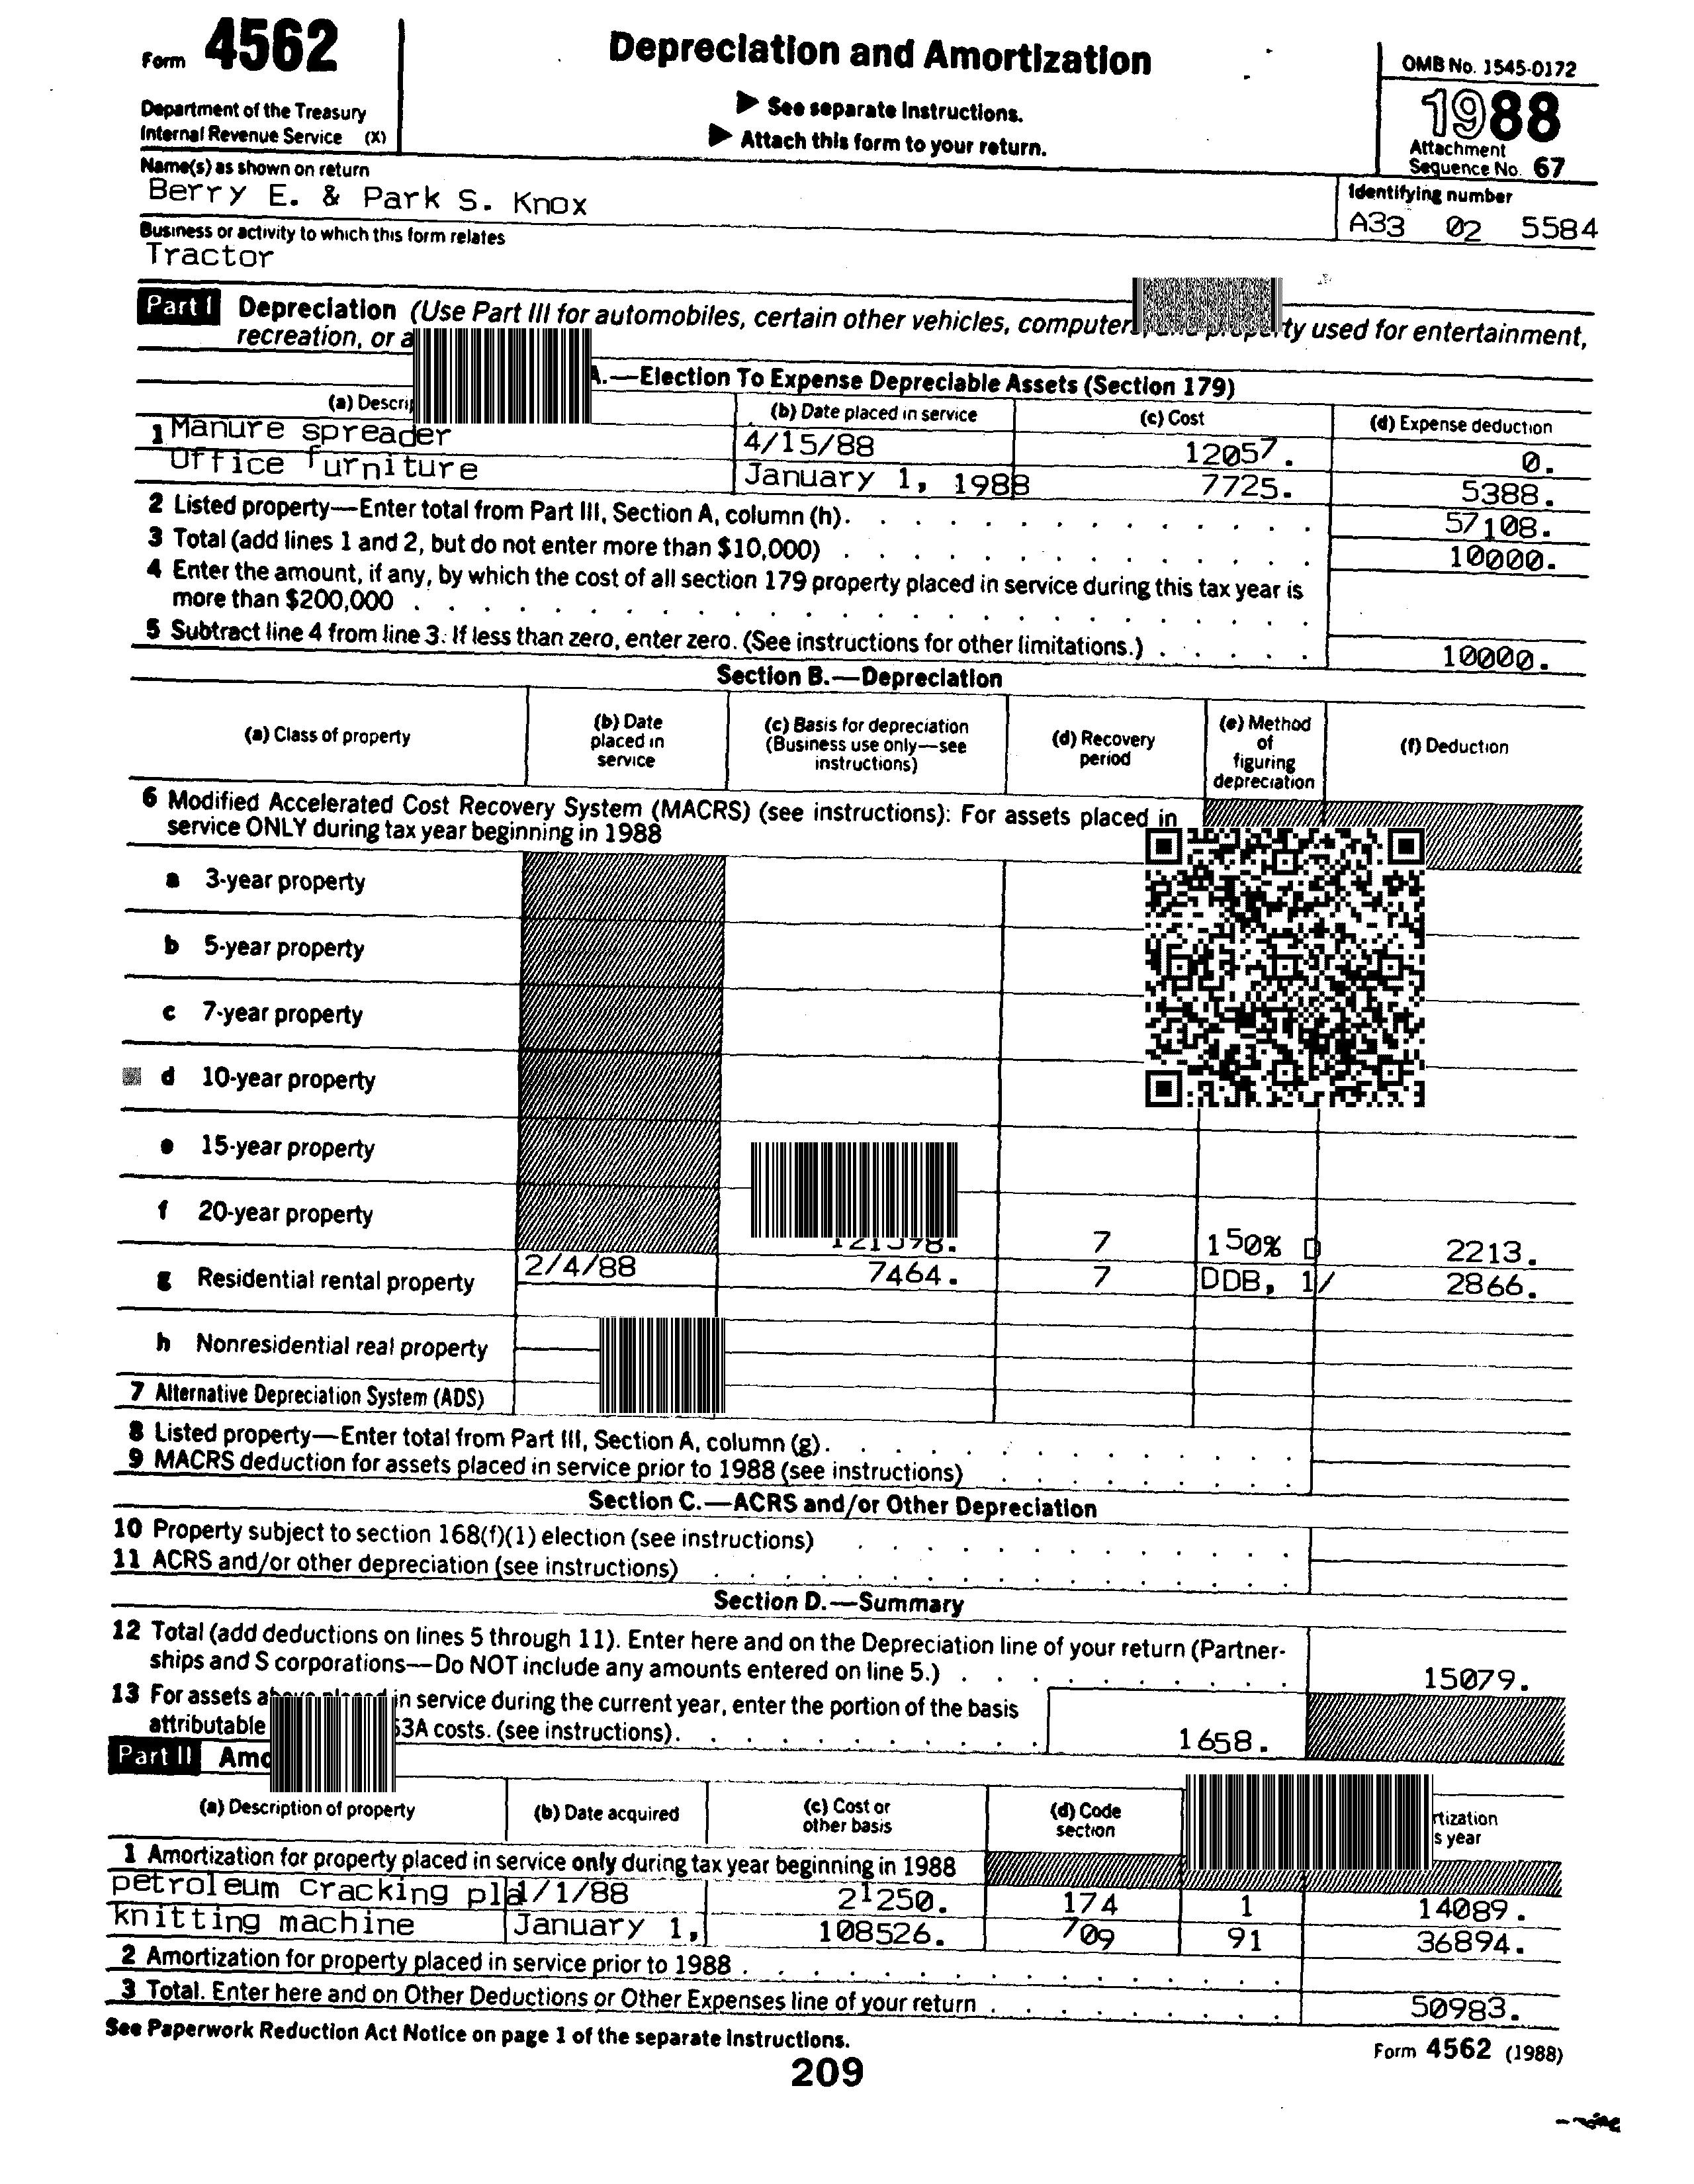 Form 4562
Depreciation and Amortization
OMB No. 1545-0172
Department of the Treasury
Internal Revenue Service (X)
▶ See separate Instructions.
▶ Attach this form to your return.
1988
Attachment
Sequence No. 67
Name(s) as shown on return
Berry E. & Park S. Knox
Identifying number
A33 02 5584
Business or activity to which this form relates
Tractor
Part I Depreciation (Use Part III for automobiles, certain other vehicles, computers, used for entertainment,
recreation, or
A.—Election To Expense Depreciable Assets (Section 179)
(a) (b) Date placed in service (c) Cost (d) Expense deduction
1 Manure spreader 4/15/88 12057. 0.
Office furniture January 1, 1988 7725. 5388.
2 Listed property—Enter total from Part III, Section A, column (h). 57108.
3 Total (add lines 1 and 2, but do not enter more than $10,000) 10000.
4 Enter the amount, if any, by which the cost of all section 179 property placed in service during this tax year is
more than $200,000
5 Subtract line 4 from line 3. If less than zero, enter zero. (See instructions for other limitations.) 10000.
Section B.—Depreciation
(a) Class of property (b) Date placed in service (c) Basis for depreciation (Business use only—see instructions) (d) Recovery period (e) Method of figuring depreciation (f) Deduction
6 Modified Accelerated Cost Recovery System (MACRS) (see instructions): For assets placed in
service ONLY during tax year beginning in 1988
a 3-year property
b 5-year property
c 7-year property
d 10-year property
e 15-year property
f 20-year property
7 150% D 2213.
g Residential rental property 2/4/88 7464. 7 DDB, 1/ 2866.
h Nonresidential real property
7 Alternative Depreciation System (ADS)
8 Listed property—Enter total from Part III, Section A, column (g).
9 MACRS deduction for assets placed in service prior to 1988 (see instructions)
Section C.—ACRS and/or Other Depreciation
10 Property subject to section 168(f)(1) election (see instructions)
11 ACRS and/or other depreciation (see instructions)
Section D.—Summary
12 Total (add deductions on lines 5 through 11). Enter here and on the Depreciation line of your return (Partner-
ships and S corporations—Do NOT include any amounts entered on line 5.) 15079.
13 For assets above placed in service during the current year, enter the portion of the basis
attributable costs. (see instructions). 1658.
Part II
(a) Description of property (b) Date acquired (c) Cost or other basis (d) Code section year
1 Amortization for property placed in service only during tax year beginning in 1988
petroleum cracking pla 1/1/88 21250. 174 1 14089.
knitting machine January 1, 108526. 709 91 36894.
2 Amortization for property placed in service prior to 1988
3 Total. Enter here and on Other Deductions or Other Expenses line of your return 50983.
See Paperwork Reduction Act Notice on page 1 of the separate Instructions.
Form 4562 (1988)
209